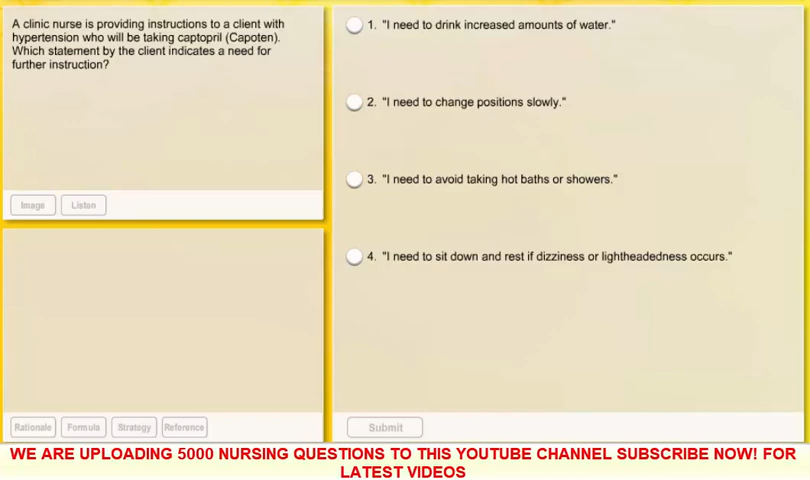 A clinic nurse is providing instructions to a client with
hypertension who will be taking captopril (Capoten).
Which statement by the client indicates a need for
further instruction?
Image
Listen
1. "I need to drink increased amounts of water."
2. "I need to change positions slowly."
3. "I need to avoid taking hot baths or showers."
4. "I need to sit down and rest if dizziness or lightheadedness occurs."
Rationale
Formula
Strategy
Reference
Submit
WE ARE UPLOADING 5000 NURSING QUESTIONS TO THIS YOUTUBE CHANNEL SUBSCRIBE NOW! FOR
LATEST VIDEOS